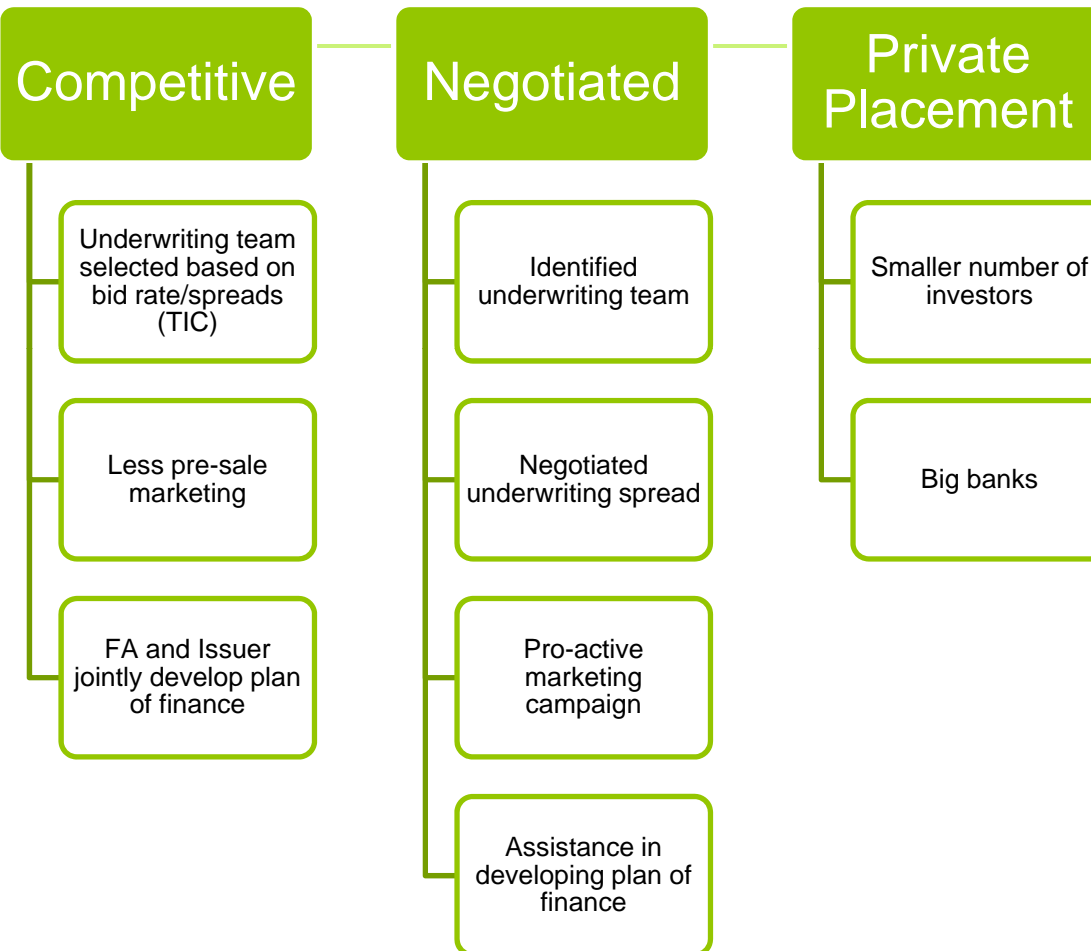 Competitive
Underwriting team
selected based on
bid rate/spreads
(TIC)
Less pre-sale
marketing
FA and Issuer
jointly develop plan
of finance
Negotiated
Identified
underwriting team
Negotiated
underwriting spread
Pro-active
marketing
campaign
Assistance in
developing plan of
finance
Private
Placement
Smaller number of
investors
Big banks